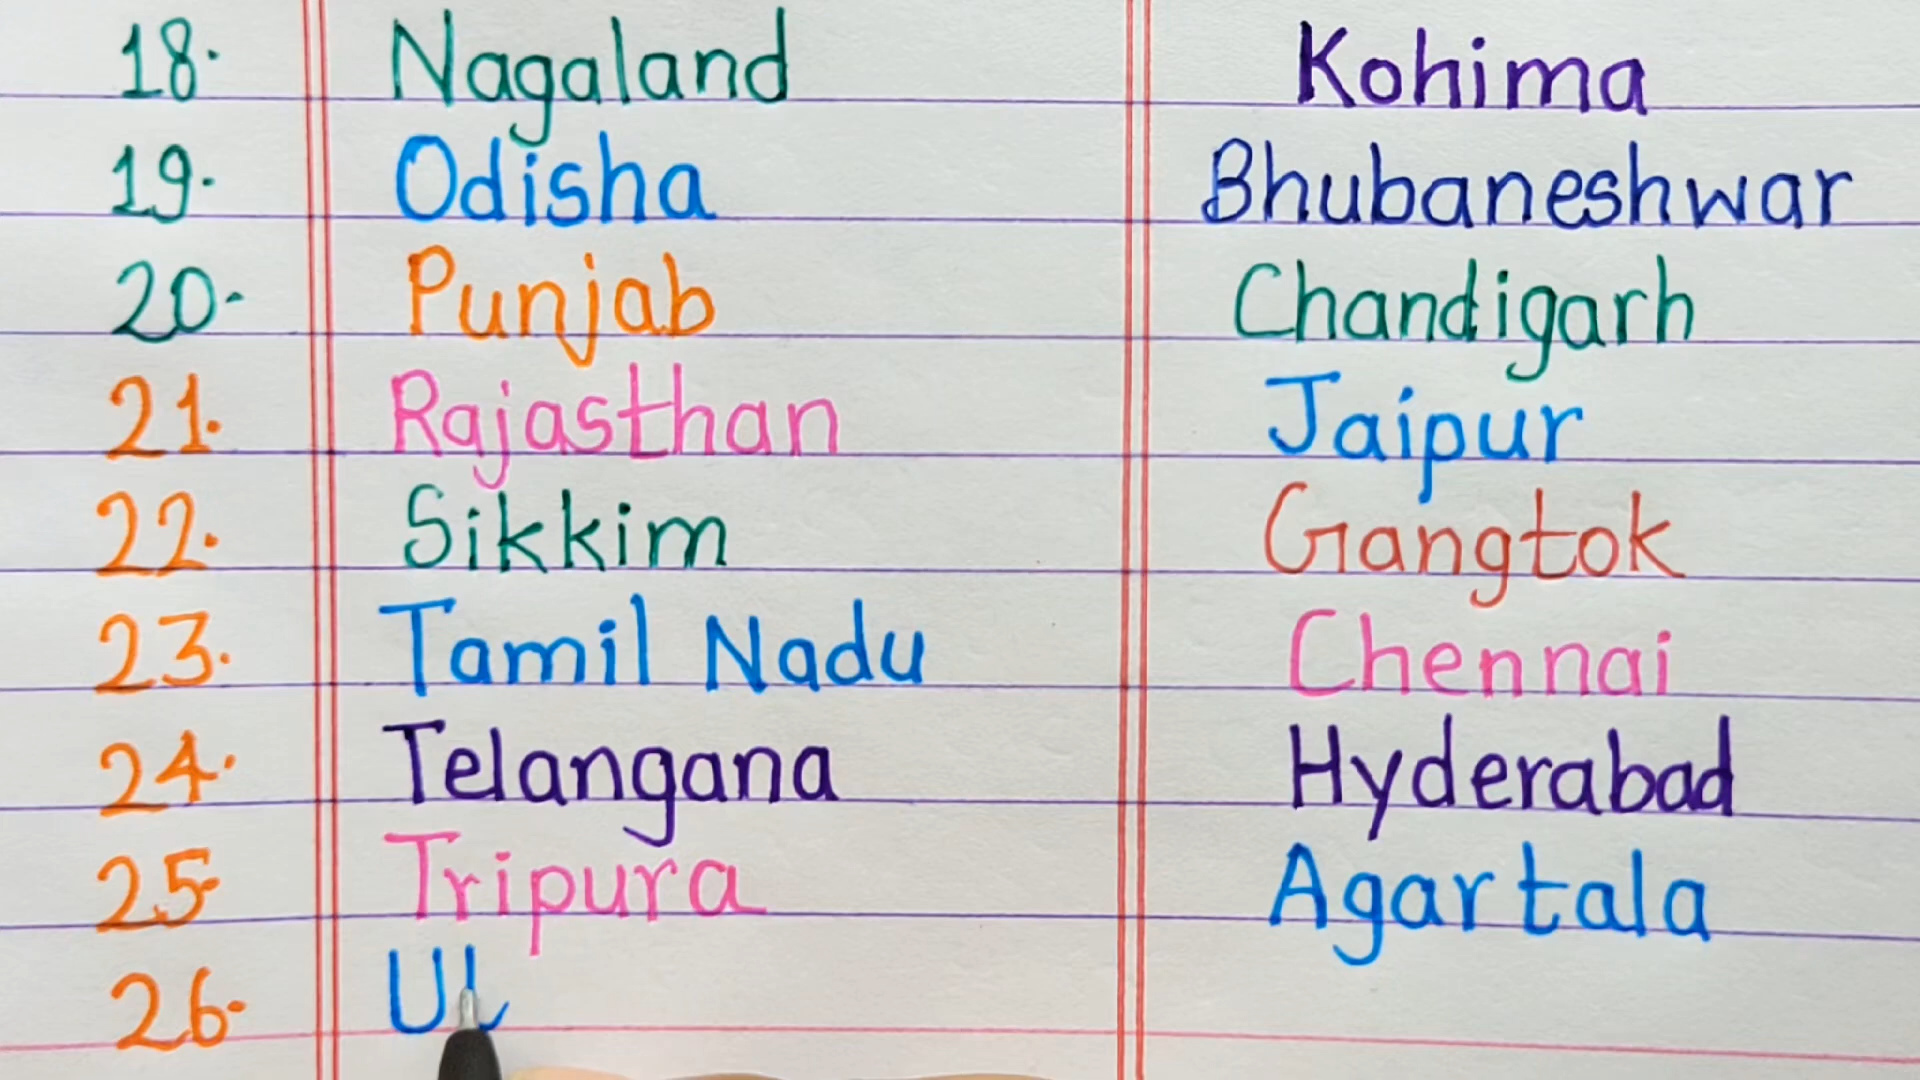 18. Nagaland Kohima
19. Odisha Bhubaneshwar
20. Punjab Chandigarh
21. Rajasthan Jaipur
22. Sikkim Gangtok
23. Tamil Nadu Chennai
24. Telangana Hyderabad
25. Tripura Agartala
26.